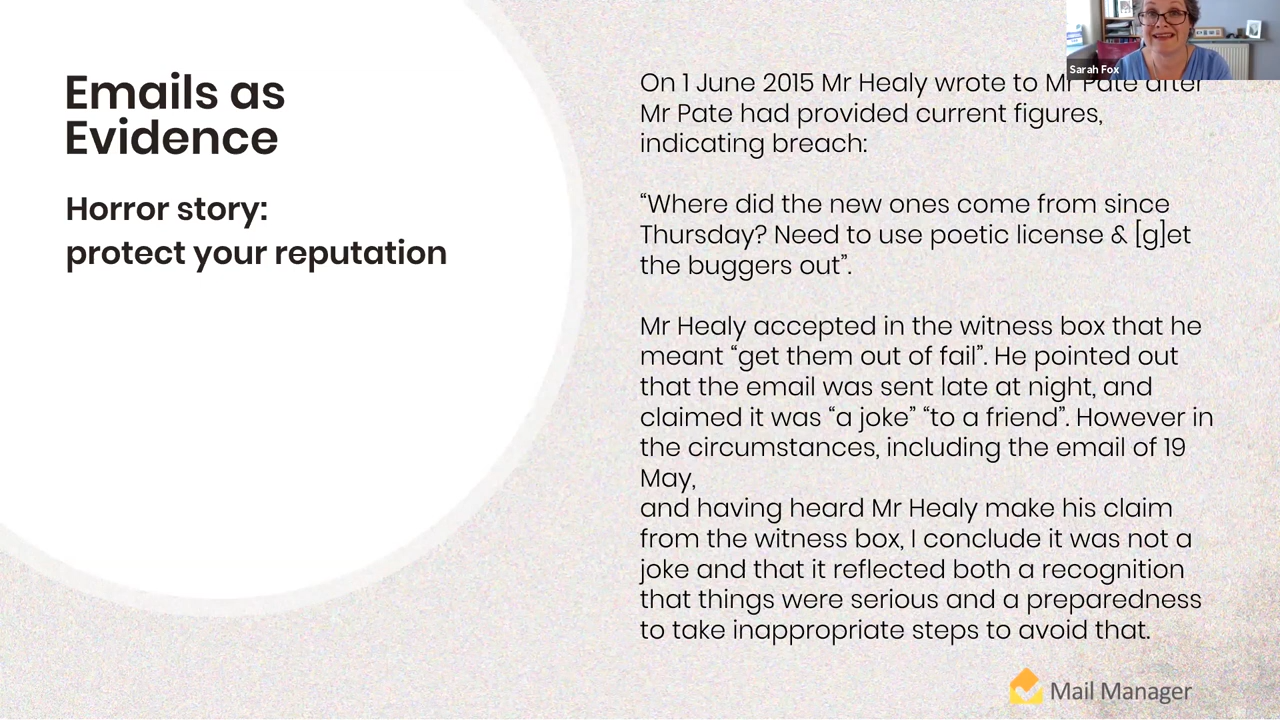 Emails as
Evidence
Horror story:
protect your reputation
Sarah Fox
On 1 June 2015 Mr Healy wrote to Mr Pate after
Mr Pate had provided current figures,
indicating breach:
“Where did the new ones come from since
Thursday? Need to use poetic license & [g]et
the buggers out”.
Mr Healy accepted in the witness box that he
meant “get them out of fail”. He pointed out
that the email was sent late at night, and
claimed it was “a joke” “to a friend”. However in
the circumstances, including the email of 19
May,
and having heard Mr Healy make his claim
from the witness box, I conclude it was not a
joke and that it reflected both a recognition
that things were serious and a preparedness
to take inappropriate steps to avoid that.
Mail Manager